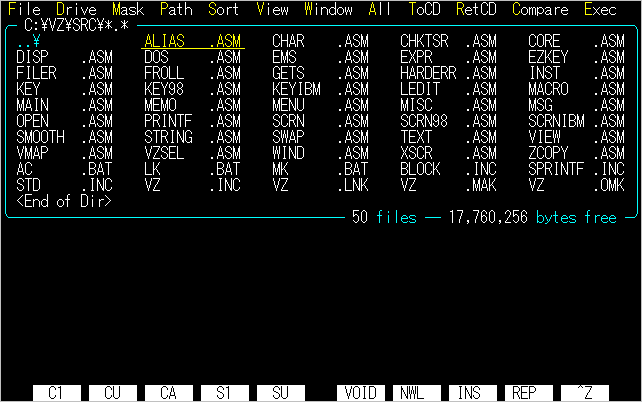 File Drive Mask Path Sort View Window All ToCD RetCD Compare Exec
C:¥VZ¥SRC¥*.*
..¥ ALIAS .ASM CHAR .ASM CHKTSR .ASM CORE .ASM
DISP .ASM DOS .ASM EMS .ASM EXPR .ASM EZKEY .ASM
FILER .ASM FROLL .ASM GETS .ASM HARDERR .ASM INST .ASM
KEY .ASM KEY98 .ASM KEYIBM .ASM LEDIT .ASM MACRO .ASM
MAIN .ASM MEMO .ASM MENU .ASM MISC .ASM MSG .ASM
OPEN .ASM PRINTF .ASM SCRN .ASM SCRN98 .ASM SCRNIBM .ASM
SMOOTH .ASM STRING .ASM SWAP .ASM TEXT .ASM VIEW .ASM
VMAP .ASM VZSEL .ASM WIND .ASM XSCR .ASM ZCOPY .ASM
AC .BAT LK .BAT MK .BAT BLOCK .INC SPRINTF .INC
STD .INC VZ .INC VZ .LNK VZ .MAK VZ .OMK
<End of Dir>
50 files — 17,760,256 bytes free
C1 CU CA S1 SU VOID NWL INS REP ^Z